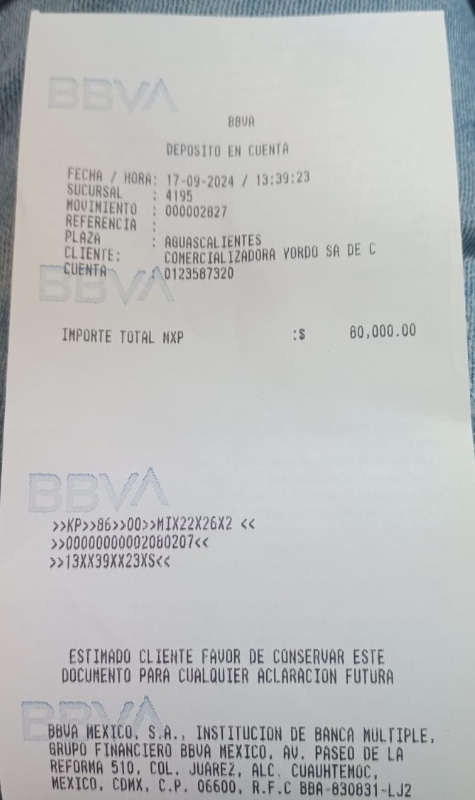 BBVA
BBVA
DEPOSITO EN CUENTA
FECHA / HORA: 17-09-2024 / 13:39:23
SUCURSAL : 4195
MOVIMIENTO : 000002827
REFERENCIA :
PLAZA : AGUASCALIENTES
CLIENTE: COMERCIALIZADORA YORDO SA DE C
CUENTA : 0123587320
BBVA
IMPORTE TOTAL MXP :$ 80,000.00
BBVA
>>KP>>86>>00>>MIX22X26X2 <<
>>00000000002080207<<
>>13XX39XX23XS<<
ESTIMADO CLIENTE FAVOR DE CONSERVAR ESTE
DOCUMENTO PARA CUALQUIER ACLARACION FUTURA
BBVA
BBVA MEXICO, S.A., INSTITUCION DE BANCA MULTIPLE,
GRUPO FINANCIERO BBVA MEXICO, AV. PASEO DE LA
REFORMA 510, COL. JUAREZ, ALC. CUAUHTEMOC,
MEXICO, CDMX, C.P. 06600, R.F.C BBA-830831-LJ2